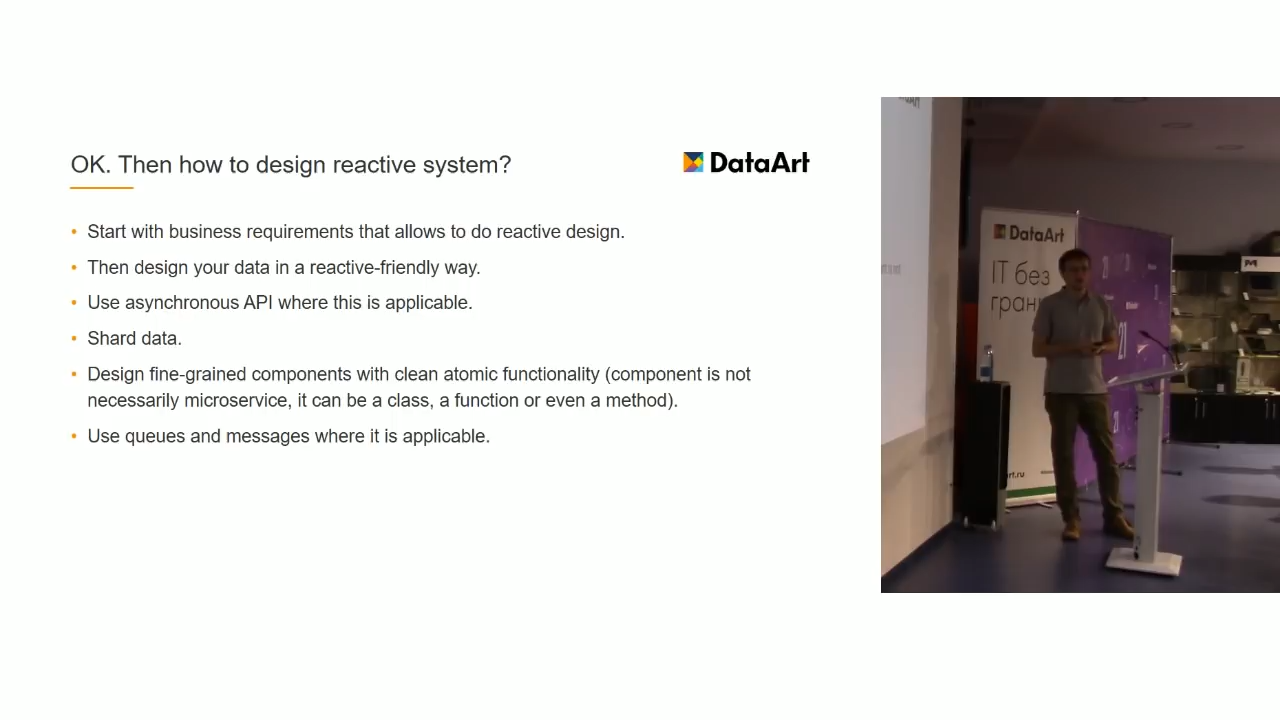 OK. Then how to design reactive system?
DataArt
• Start with business requirements that allows to do reactive design.
• Then design your data in a reactive-friendly way.
• Use asynchronous API where this is applicable.
• Shard data.
• Design fine-grained components with clean atomic functionality (component is not
necessarily microservice, it can be a class, a function or even a method).
• Use queues and messages where it is applicable.
DataArt
IT без
21